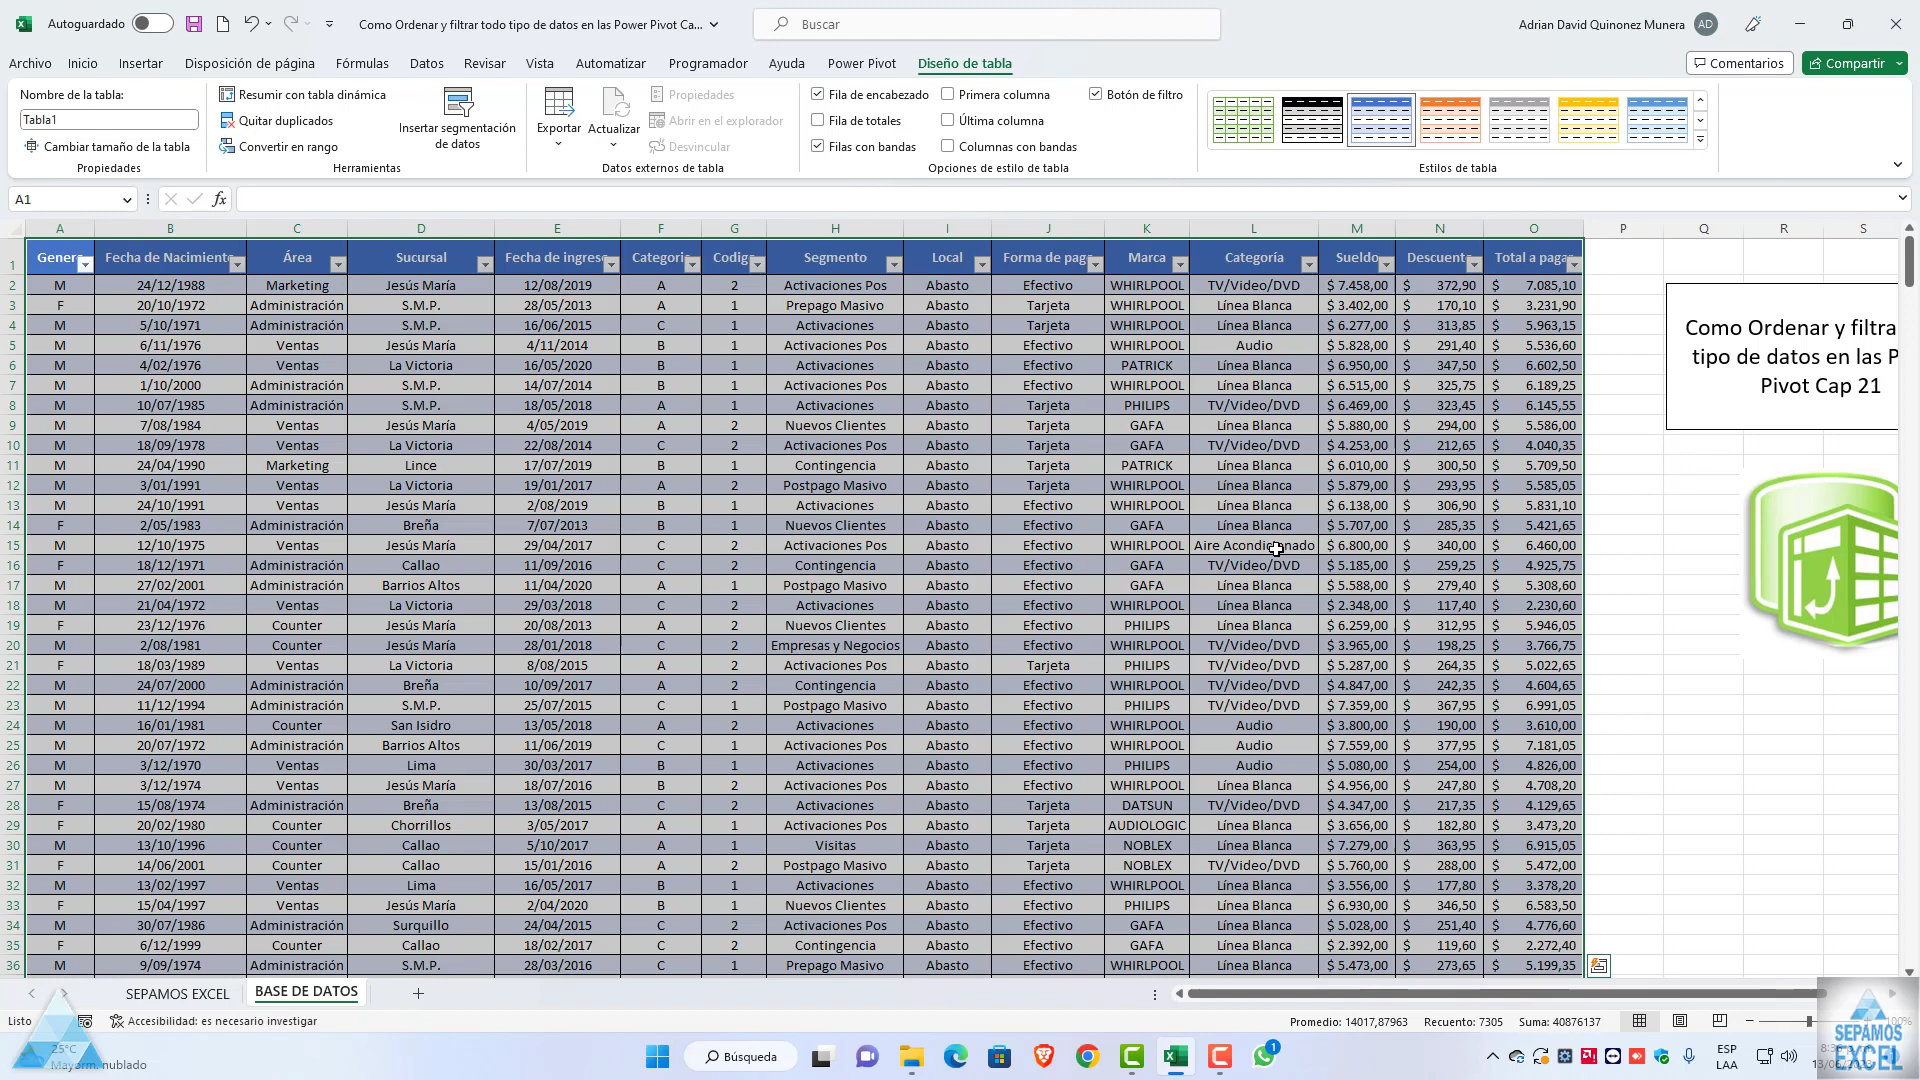 Autoguardado
Como Ordenar y filtrar todo tipo de datos en las Power Pivot Ca...
Buscar
Adrian David Quinonez Munera AD
Archivo Inicio Insertar Disposición de página Fórmulas Datos Revisar Vista Automatizar Programador Ayuda Power Pivot Diseño de tabla
Comentarios Compartir
Nombre de la tabla:
Tabla1
Cambiar tamaño de la tabla
Propiedades
Resumir con tabla dinámica
Quitar duplicados
Convertir en rango
Insertar segmentación
de datos
Herramientas
Exportar Actualizar
Propiedades
Abrir en el explorador
Desvincular
Datos externos de tabla
Fila de encabezado Primera columna Botón de filtro
Fila de totales Última columna
Filas con bandas Columnas con bandas
Opciones de estilo de tabla
Estilos de tabla
A1 fx
A B C D E F G H I J K L M N O P Q R S
1 Genero Fecha de Nacimiento Área Sucursal Fecha de ingreso Categoria Codigo Segmento Local Forma de pago Marca Categoría Sueldo Descuento Total a pagar
2 M 24/12/1988 Marketing Jesús María 12/08/2019 A 2 Activaciones Pos Abasto Efectivo WHIRLPOOL TV/Video/DVD $ 7.458,00 $ 372,90 $ 7.085,10
3 F 20/10/1972 Administración S.M.P. 28/05/2013 A 1 Prepago Masivo Abasto Tarjeta WHIRLPOOL Línea Blanca $ 3.402,00 $ 170,10 $ 3.231,90
4 M 5/10/1971 Administración S.M.P. 16/06/2015 C 1 Activaciones Abasto Efectivo WHIRLPOOL Línea Blanca $ 6.277,00 $ 313,85 $ 5.963,15
5 M 6/11/1976 Ventas Jesús María 4/11/2014 B 1 Activaciones Pos Abasto Efectivo WHIRLPOOL Audio $ 5.828,00 $ 291,40 $ 5.536,60
6 M 4/02/1976 Ventas La Victoria 16/05/2020 B 1 Activaciones Abasto Efectivo PATRICK Línea Blanca $ 6.950,00 $ 347,50 $ 6.602,50
7 M 1/10/2000 Administración S.M.P. 14/07/2014 B 1 Activaciones Pos Abasto Efectivo WHIRLPOOL Línea Blanca $ 6.515,00 $ 325,75 $ 6.189,25
8 M 10/07/1985 Administración S.M.P. 18/05/2018 A 1 Activaciones Abasto Tarjeta PHILIPS TV/Video/DVD $ 6.469,00 $ 323,45 $ 6.145,55
9 M 7/08/1984 Ventas Jesús María 4/05/2019 A 2 Nuevos Clientes Abasto Tarjeta GAFA Línea Blanca $ 5.880,00 $ 294,00 $ 5.586,00
10 M 18/09/1978 Ventas La Victoria 22/08/2014 C 2 Activaciones Pos Abasto Tarjeta GAFA TV/Video/DVD $ 4.253,00 $ 212,65 $ 4.040,35
11 M 24/04/1990 Marketing Lince 17/07/2019 B 1 Contingencia Abasto Tarjeta PATRICK Línea Blanca $ 6.010,00 $ 300,50 $ 5.709,50
12 M 3/01/1991 Ventas La Victoria 19/01/2017 A 2 Postpago Masivo Abasto Tarjeta WHIRLPOOL Línea Blanca $ 5.879,00 $ 293,95 $ 5.585,05
13 M 24/10/1991 Ventas Jesús María 2/08/2019 B 1 Activaciones Abasto Efectivo WHIRLPOOL Línea Blanca $ 6.138,00 $ 306,90 $ 5.831,10
14 F 2/05/1983 Administración Breña 7/07/2013 B 1 Nuevos Clientes Abasto Efectivo GAFA Línea Blanca $ 5.707,00 $ 285,35 $ 5.421,65
15 M 12/10/1975 Ventas Jesús María 29/04/2017 C 2 Activaciones Pos Abasto Efectivo WHIRLPOOL Aire Acondicionado $ 6.800,00 $ 340,00 $ 6.460,00
16 F 18/12/1971 Administración Callao 11/09/2016 C 2 Contingencia Abasto Efectivo GAFA TV/Video/DVD $ 5.185,00 $ 259,25 $ 4.925,75
17 M 27/02/2001 Administración Barrios Altos 11/04/2020 A 1 Postpago Masivo Abasto Efectivo GAFA Línea Blanca $ 5.588,00 $ 279,40 $ 5.308,60
18 M 21/04/1972 Ventas La Victoria 29/03/2018 C 2 Activaciones Abasto Efectivo WHIRLPOOL Línea Blanca $ 2.348,00 $ 117,40 $ 2.230,60
19 F 23/12/1976 Counter Jesús María 20/08/2013 A 2 Nuevos Clientes Abasto Efectivo PHILIPS Línea Blanca $ 6.259,00 $ 312,95 $ 5.946,05
20 M 2/08/1981 Counter Jesús María 28/01/2018 C 2 Empresas y Negocios Abasto Efectivo WHIRLPOOL TV/Video/DVD $ 3.965,00 $ 198,25 $ 3.766,75
21 F 18/03/1989 Ventas La Victoria 8/08/2015 A 2 Activaciones Pos Abasto Tarjeta PHILIPS TV/Video/DVD $ 5.287,00 $ 264,35 $ 5.022,65
22 M 24/07/2000 Administración Breña 10/09/2017 A 2 Contingencia Abasto Efectivo WHIRLPOOL TV/Video/DVD $ 4.847,00 $ 242,35 $ 4.604,65
23 M 11/12/1994 Administración S.M.P. 25/07/2015 C 1 Postpago Masivo Abasto Efectivo PHILIPS TV/Video/DVD $ 7.359,00 $ 367,95 $ 6.991,05
24 M 16/01/1981 Counter San Isidro 13/05/2018 A 2 Activaciones Abasto Efectivo WHIRLPOOL Audio $ 3.800,00 $ 190,00 $ 3.610,00
25 M 20/07/1972 Administración Barrios Altos 11/06/2019 C 1 Activaciones Pos Abasto Efectivo WHIRLPOOL Audio $ 7.559,00 $ 377,95 $ 7.181,05
26 M 3/12/1970 Ventas Lima 30/03/2017 B 1 Activaciones Abasto Efectivo PHILIPS Audio $ 5.080,00 $ 254,00 $ 4.826,00
27 M 3/12/1974 Ventas Jesús María 18/07/2016 B 2 Activaciones Pos Abasto Efectivo WHIRLPOOL Línea Blanca $ 4.956,00 $ 247,80 $ 4.708,20
28 F 15/08/1974 Administración Breña 13/08/2015 C 2 Activaciones Abasto Tarjeta DATSUN TV/Video/DVD $ 4.347,00 $ 217,35 $ 4.129,65
29 F 20/02/1980 Counter Chorrillos 3/05/2017 A 1 Activaciones Pos Abasto Tarjeta AUDIOLOGIC Línea Blanca $ 3.656,00 $ 182,80 $ 3.473,20
30 M 13/10/1996 Counter Callao 5/10/2017 A 1 Visitas Abasto Tarjeta NOBLEX Línea Blanca $ 7.279,00 $ 363,95 $ 6.915,05
31 F 14/06/2001 Counter Callao 15/01/2016 A 2 Postpago Masivo Abasto Tarjeta NOBLEX TV/Video/DVD $ 5.760,00 $ 288,00 $ 5.472,00
32 M 13/02/1997 Ventas Lima 16/05/2017 B 1 Activaciones Abasto Efectivo WHIRLPOOL Línea Blanca $ 3.556,00 $ 177,80 $ 3.378,20
33 F 15/04/1997 Ventas Jesús María 2/04/2020 B 1 Nuevos Clientes Abasto Efectivo PHILIPS Línea Blanca $ 6.930,00 $ 346,50 $ 6.583,50
34 M 30/07/1986 Administración Surquillo 24/04/2015 C 2 Activaciones Pos Abasto Efectivo GAFA Línea Blanca $ 5.028,00 $ 251,40 $ 4.776,60
35 F 6/12/1999 Counter Callao 18/02/2017 C 2 Contingencia Abasto Efectivo GAFA Línea Blanca $ 2.392,00 $ 119,60 $ 2.272,40
36 M 9/09/1974 Administración S.M.P. 28/03/2016 C 1 Prepago Masivo Abasto Efectivo WHIRLPOOL Línea Blanca $ 5.473,00 $ 273,65 $ 5.199,35
Como Ordenar y filtra
tipo de datos en las P
Pivot Cap 21
SEPAMOS EXCEL BASE DE DATOS
Listo Accesibilidad: es necesario investigar
Promedio: 14017,87963 Recuento: 7305 Suma: 40876137
100%
25°C
Mayorm. nublado
Búsqueda
1
ESP
LAA
SEPAMOS
EXCEL